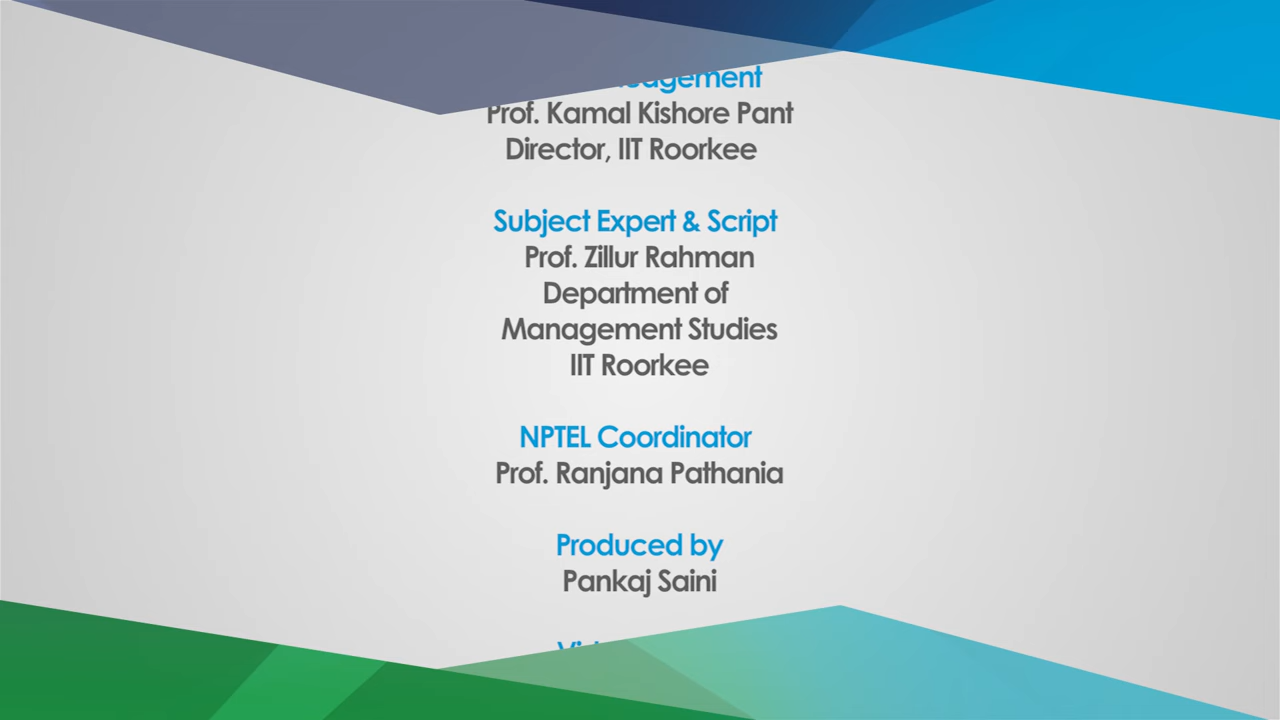 Prof. Kamal Kishore Pant
Director, IIT Roorkee
Subject Expert & Script
Prof. Zillur Rahman
Department of
Management Studies
IIT Roorkee
NPTEL Coordinator
Prof. Ranjana Pathania
Produced by
Pankaj Saini